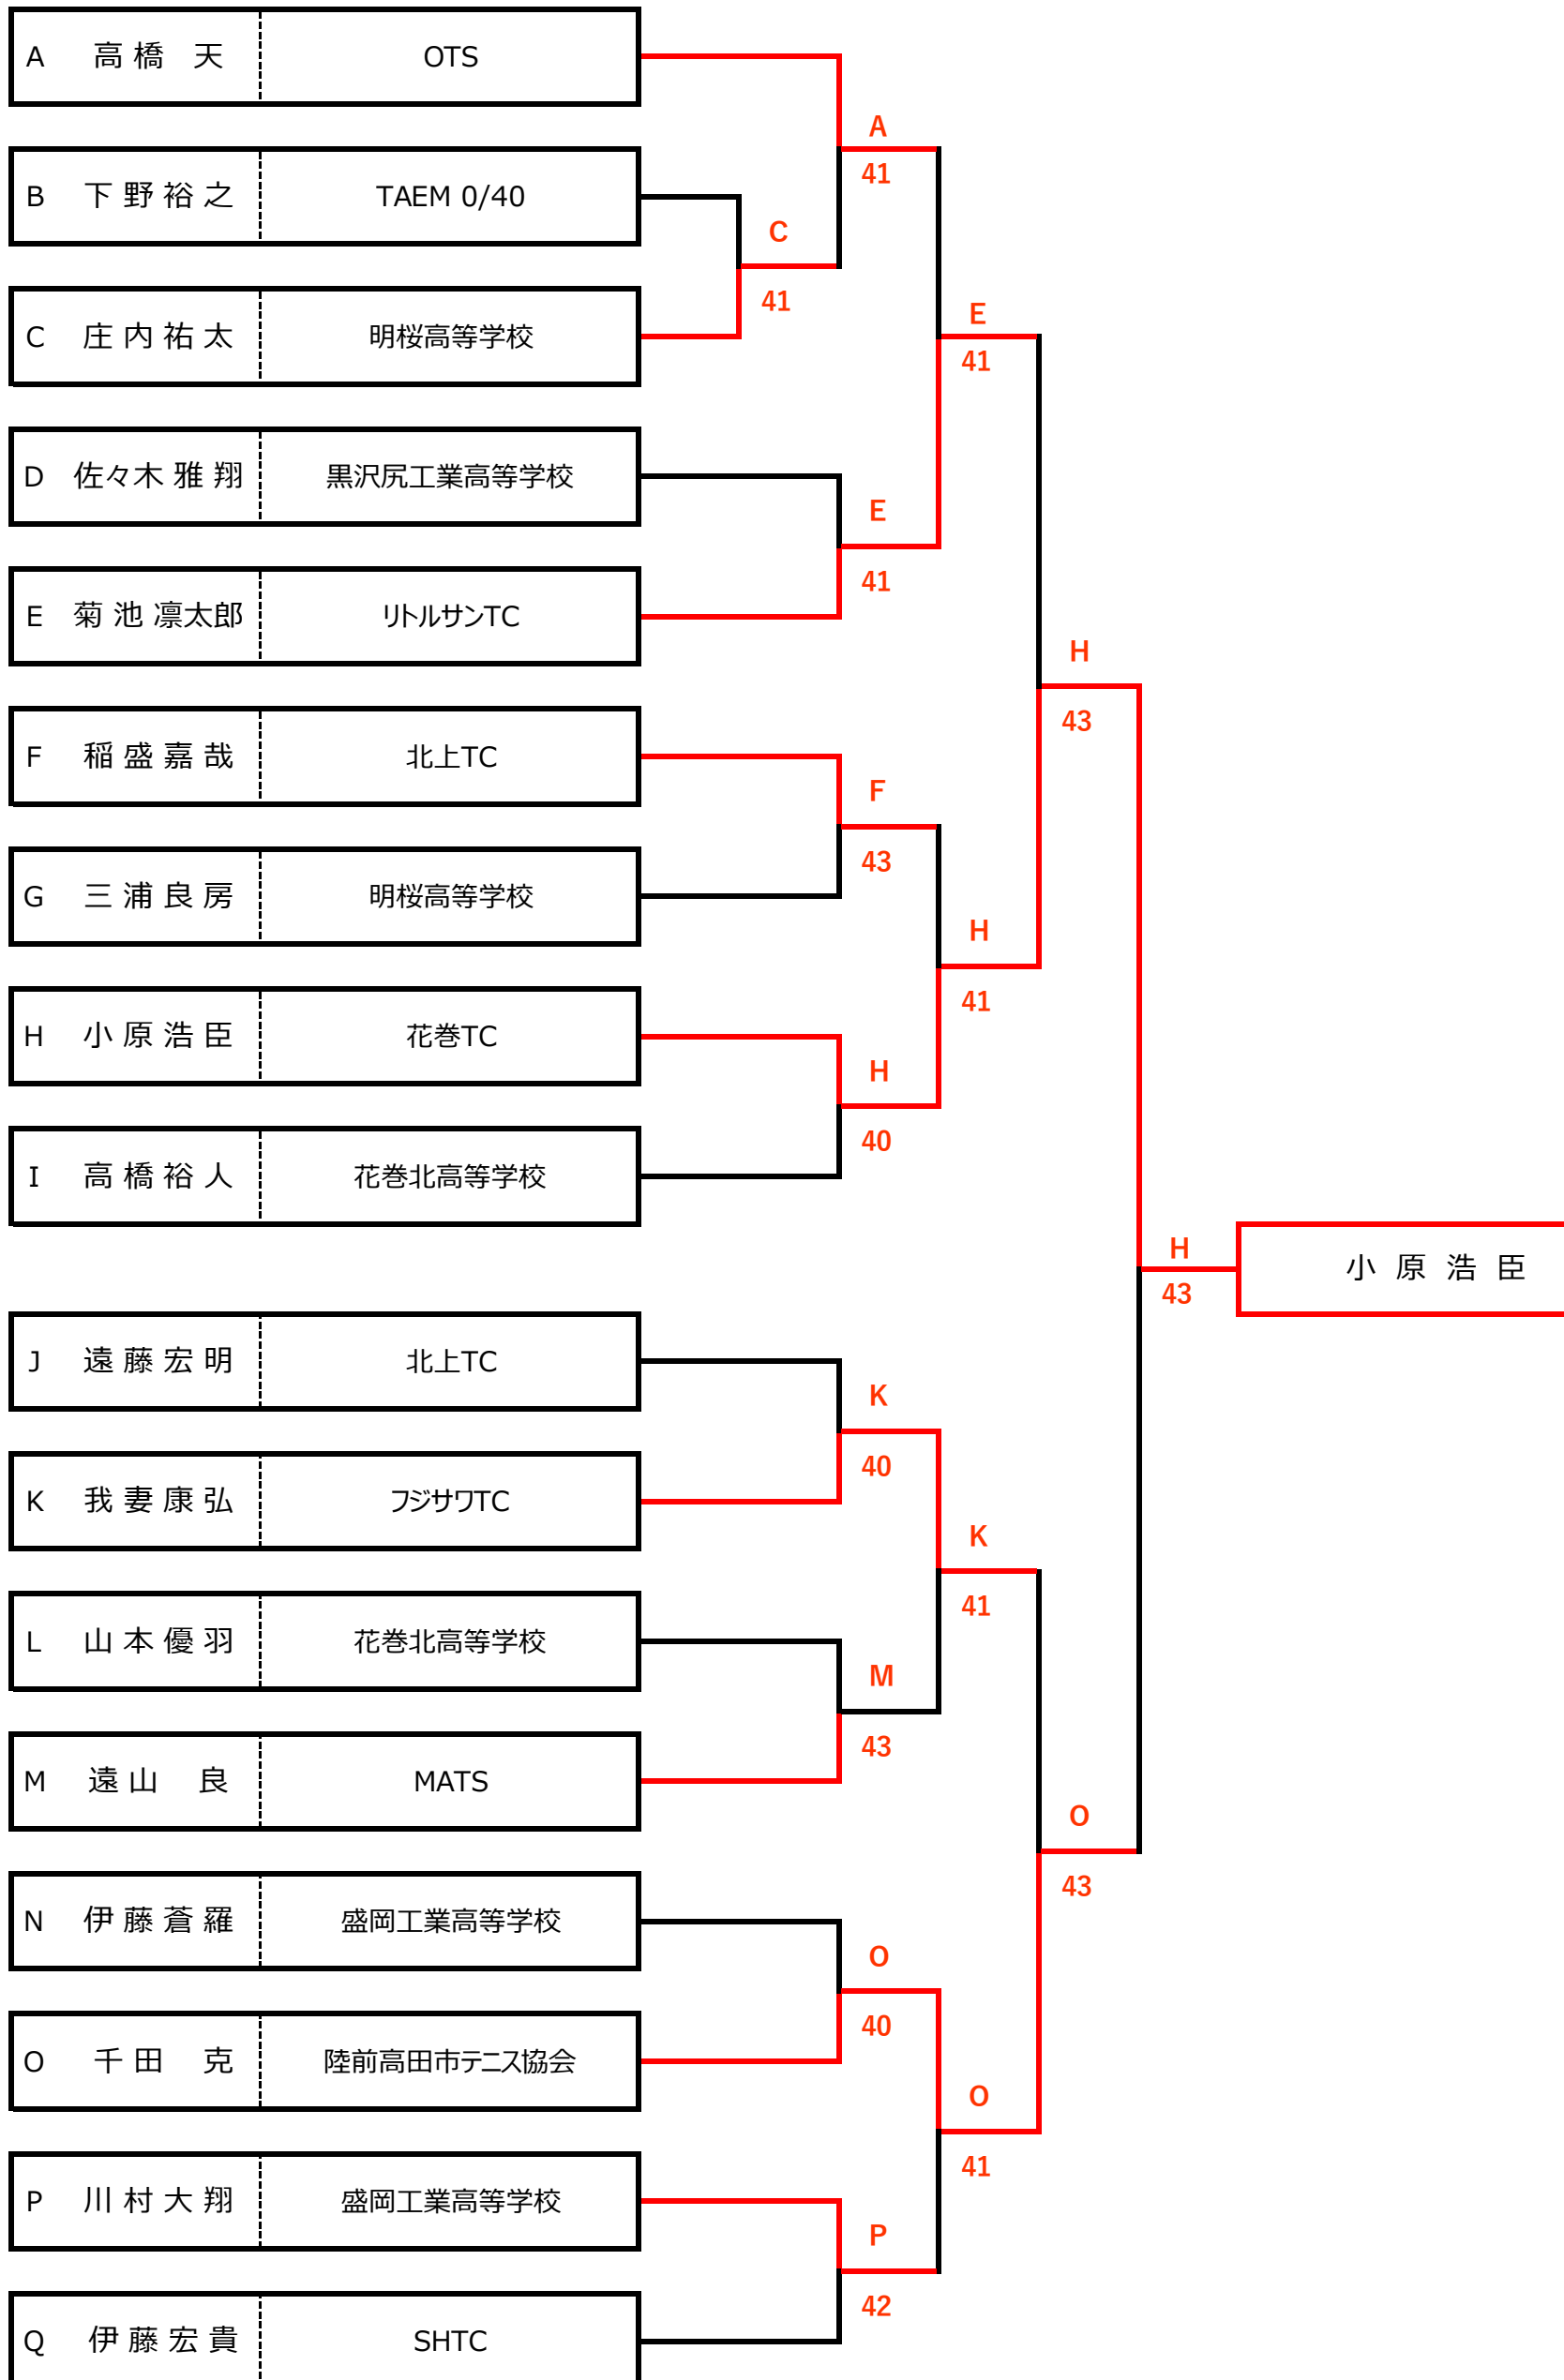 A 高橋 天 OTS
A
41
B 下野裕之 TAEM 0/40
C
41
C 庄内祐太 明桜高等学校
E
41
D 佐々木雅翔 黒沢尻工業高等学校
E
41
E 菊池凛太郎 リトルサンTC
H
43
F 稲盛嘉哉 北上TC
F
43
G 三浦良房 明桜高等学校
H
41
H 小原浩臣 花巻TC
H
40
I 高橋裕人 花巻北高等学校
H
43
小原浩臣
J 遠藤宏明 北上TC
K
40
K 我妻康弘 フジサワTC
K
41
L 山本優羽 花巻北高等学校
M
43
M 遠山 良 MATS
O
43
N 伊藤蒼羅 盛岡工業高等学校
O
40
O 千田 克 陸前高田市テニス協会
O
41
P 川村大翔 盛岡工業高等学校
P
42
Q 伊藤宏貴 SHTC